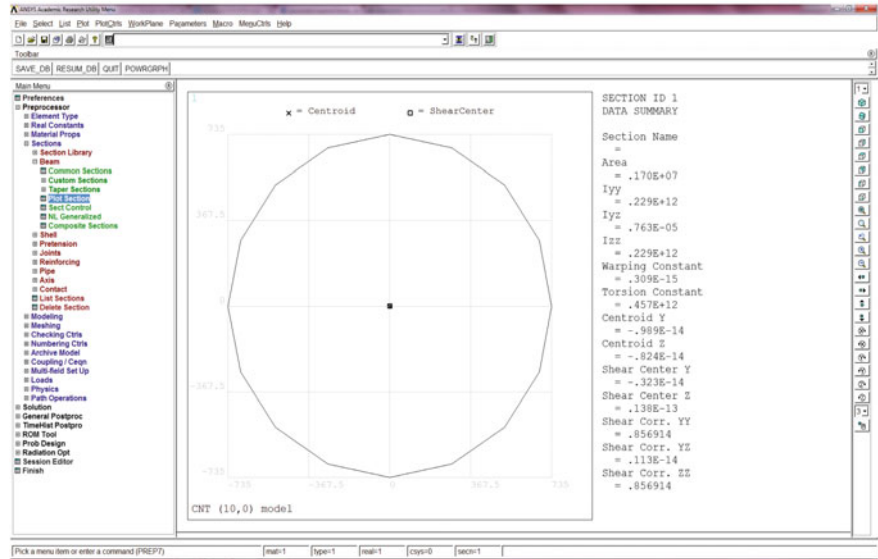 ANSYS Academic Research Utility Menu
File Select List Plot PlotCtrls WorkPlane Parameters Macro MenuCtrls Help
Toolbar
SAVE_DB RESUM_DB QUIT POWRGRPH
Main Menu
Preferences
Preprocessor
Element Type
Real Constants
Material Props
Sections
Section Library
Beam
Common Sections
Custom Sections
Taper Sections
Plot Section
Sect Control
NL Generalized
Composite Sections
Shell
Pretension
Joints
Reinforcing
Pipe
Axis
Contact
List Sections
Delete Section
Modeling
Meshing
Checking Ctrls
Numbering Ctrls
Archive Model
Coupling / Ceqn
Multi-field Set Up
Loads
Physics
Path Operations
Solution
General Postproc
TimeHist Postpro
ROM Tool
Prob Design
Radiation Opt
Session Editor
Finish
1
× = Centroid
= ShearCenter
735
367.5
0
-367.5
-735
-735 -367.5 0 367.5 735
CNT (10,0) model
SECTION ID 1
DATA SUMMARY
Section Name
=
Area
= .170E+07
Iyy
= .229E+12
Iyz
= .763E-05
Izz
= .229E+12
Warping Constant
= .309E-15
Torsion Constant
= .457E+12
Centroid Y
= -.989E-14
Centroid Z
= -.824E-14
Shear Center Y
= -.323E-14
Shear Center Z
= .138E-13
Shear Corr. YY
= .856914
Shear Corr. YZ
= .113E-14
Shear Corr. ZZ
= .856914
1
3
Pick a menu item or enter a command (PREP7)
mat=1 type=1 real=1 csys=0 secn=1